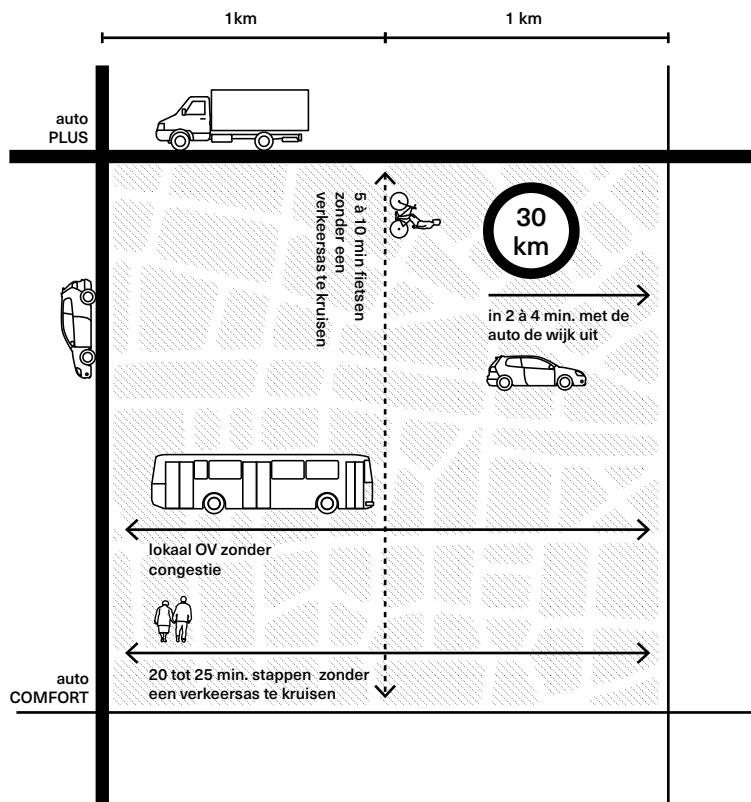 1km
1 km
auto
PLUS
5 à 10 min fietsen
zonder een
verkeersas te kruisen
30
km
in 2 à 4 min. met de
auto de wijk uit
lokaal OV zonder
congestie
20 tot 25 min. stappen zonder
een verkeersas te kruisen
auto
COMFORT